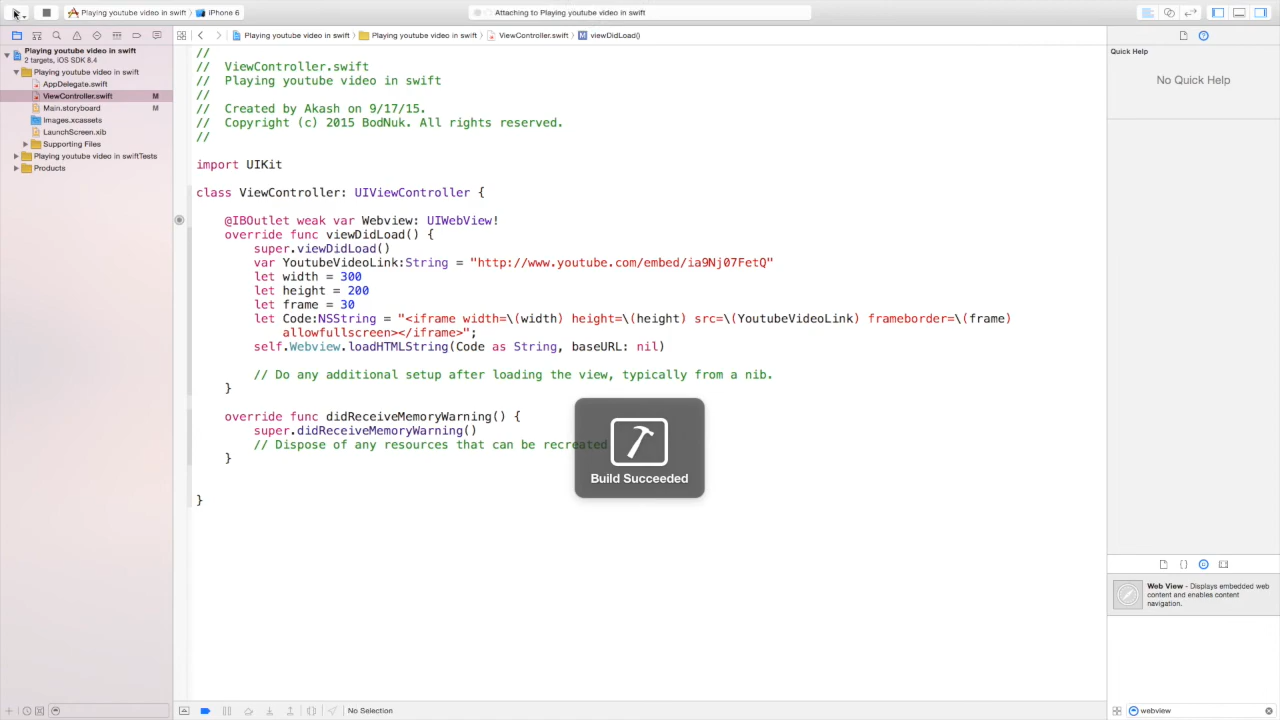 Playing youtube video in swift iPhone 6
Attaching to Playing youtube video in swift
Playing youtube video in swift
2 targets, iOS SDK 8.4
Playing youtube video in swift
AppDelegate.swift
ViewController.swift M
Main.storyboard M
Images.xcassets
LaunchScreen.xib
Supporting Files
Playing youtube video in swiftTests
Products
Playing youtube video in swift Playing youtube video in swift ViewController.swift M viewDidLoad()
//
// ViewController.swift
// Playing youtube video in swift
//
// Created by Akash on 9/17/15.
// Copyright (c) 2015 BodNuk. All rights reserved.
//
import UIKit
class ViewController: UIViewController {
@IBOutlet weak var Webview: UIWebView!
override func viewDidLoad() {
super.viewDidLoad()
var YoutubeVideoLink:String = "http://www.youtube.com/embed/ia9Nj07FetQ"
let width = 300
let height = 200
let frame = 30
let Code:NSString = "<iframe width=\(width) height=\(height) src=\(YoutubeVideoLink) frameborder=\(frame)
allowfullscreen></iframe>";
self.Webview.loadHTMLString(Code as String, baseURL: nil)
// Do any additional setup after loading the view, typically from a nib.
}
override func didReceiveMemoryWarning() {
super.didReceiveMemoryWarning()
// Dispose of any resources that can be recreated
}
}
Build Succeeded
No Selection
Quick Help
No Quick Help
Web View - Displays embedded web
content and enables content
navigation.
webview